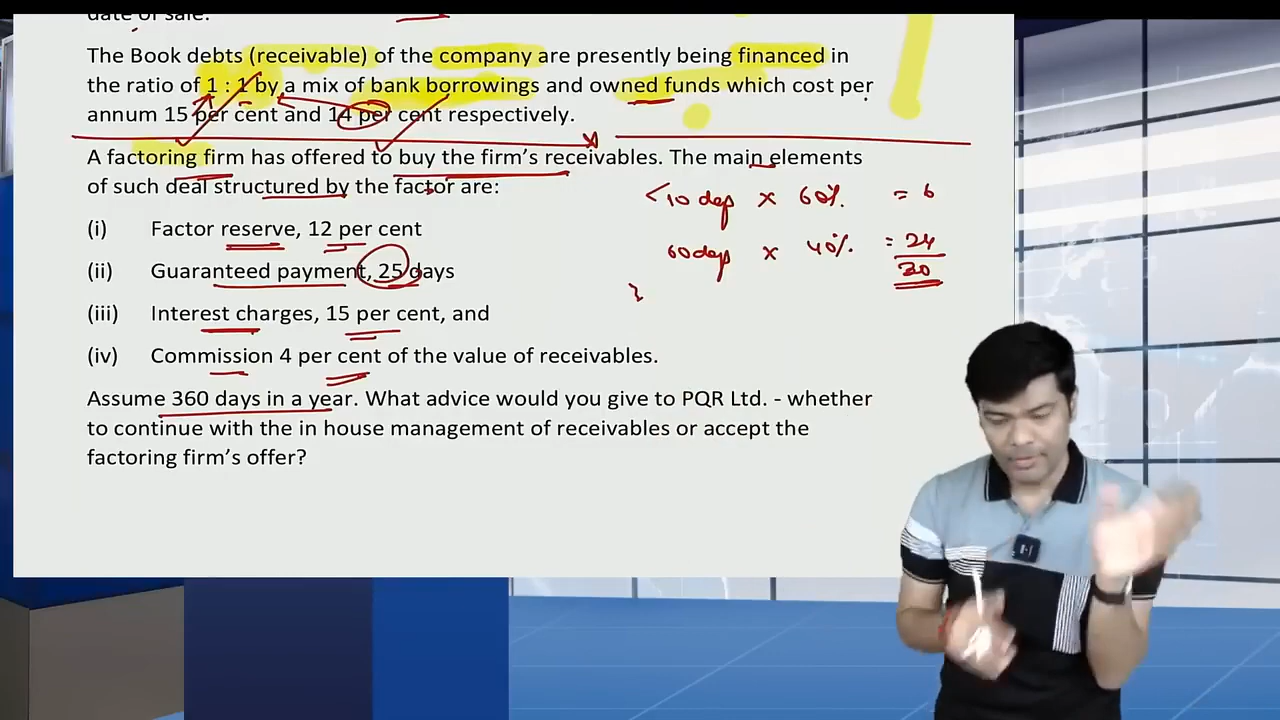 date of sale.
The Book debts (receivable) of the company are presently being financed in
the ratio of 1 : 1 by a mix of bank borrowings and owned funds which cost per
annum 15 per cent and 14 per cent respectively.
A factoring firm has offered to buy the firm's receivables. The main elements
of such deal structured by the factor are:
(i) Factor reserve, 12 per cent
(ii) Guaranteed payment, 25 days
(iii) Interest charges, 15 per cent, and
(iv) Commission 4 per cent of the value of receivables.
<10 days x 60% = 6
60 days x 40% = 24
30
Assume 360 days in a year. What advice would you give to PQR Ltd. - whether
to continue with the in house management of receivables or accept the
factoring firm's offer?